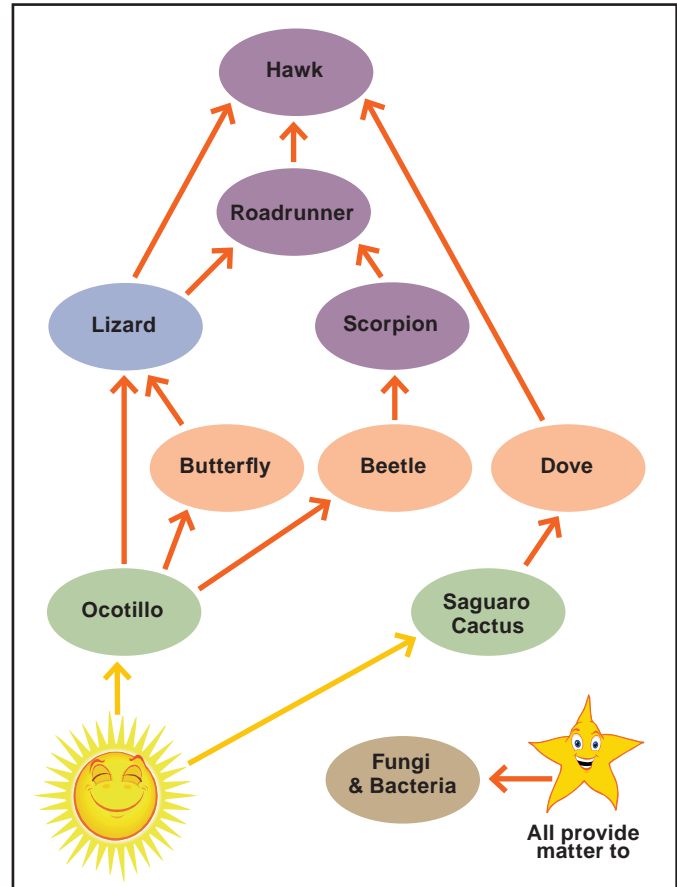 Hawk
Roadrunner
Lizard
Scorpion
Butterfly
Beetle
Dove
Ocotillo
Saguaro
Cactus
Fungi
& Bacteria
All provide
matter to